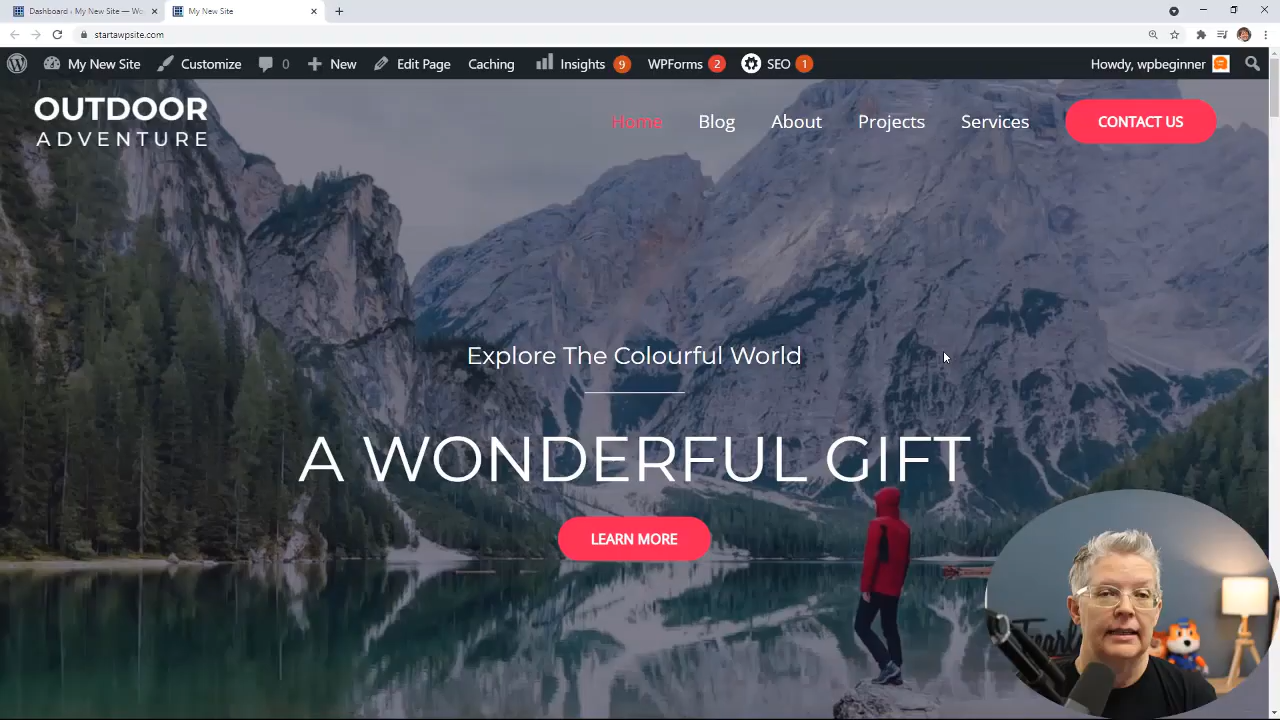 Dashboard ‹ My New Site — Wo
My New Site
startawpsite.com
My New Site Customize 0 New Edit Page Caching Insights 9 WPForms 2 SEO 1 Howdy, wpbeginner
OUTDOOR
ADVENTURE
Home Blog About Projects Services CONTACT US
Explore The Colourful World
A WONDERFUL GIFT
LEARN MORE